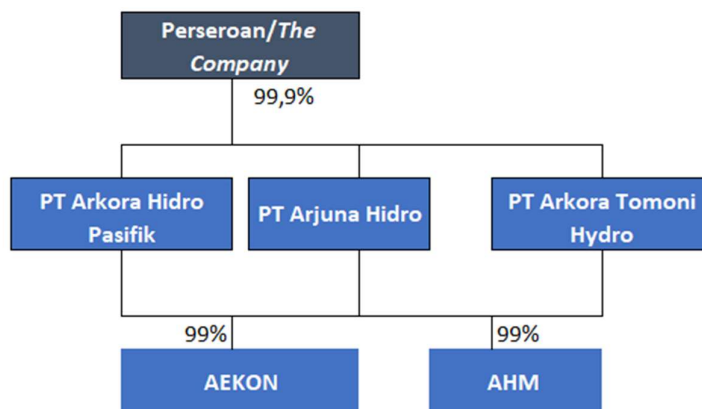 Perseroan/The
Company
99,9%
PT Arkora Hidro
Pasifik
PT Arjuna Hidro
PT Arkora Tomoni
Hydro
99%
99%
AEKON
AHM